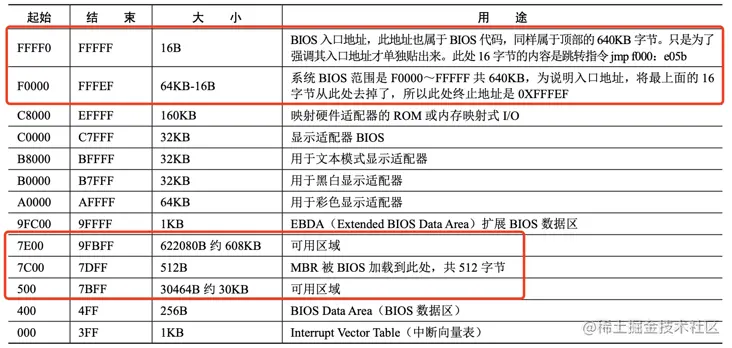 起始 结 束 大 小 用 途
FFFF0 FFFFF 16B BIOS 入口地址，此地址也属于 BIOS 代码，同样属于顶部的 640KB 字节。只是为了
强调其入口地址才单独贴出来。此处 16 字节的内容是跳转指令 jmp f000：e05b
F0000 FFFEF 64KB-16B 系统 BIOS 范围是 F0000～FFFFF 共 640KB，为说明入口地址，将最上面的 16
字节从此处去掉了，所以此处终止地址是 0XFFFEF
C8000 EFFFF 160KB 映射硬件适配器的 ROM 或内存映射式 I/O
C0000 C7FFF 32KB 显示适配器 BIOS
B8000 BFFFF 32KB 用于文本模式显示适配器
B0000 B7FFF 32KB 用于黑白显示适配器
A0000 AFFFF 64KB 用于彩色显示适配器
9FC00 9FFFF 1KB EBDA（Extended BIOS Data Area）扩展 BIOS 数据区
7E00 9FBFF 622080B 约 608KB 可用区域
7C00 7DFF 512B MBR 被 BIOS 加载到此处，共 512 字节
500 7BFF 30464B 约 30KB 可用区域
400 4FF 256B BIOS Data Area（BIOS 数据区）
000 3FF 1KB Interrupt Vector Table（中断向量表）
@稀土掘金技术社区